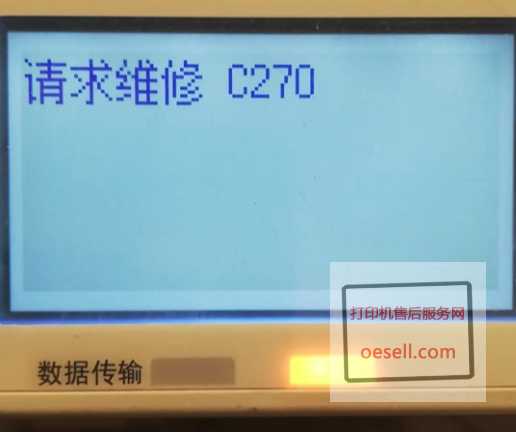 请求维修 C270
打印机售后服务网
oesell.com
数据传输